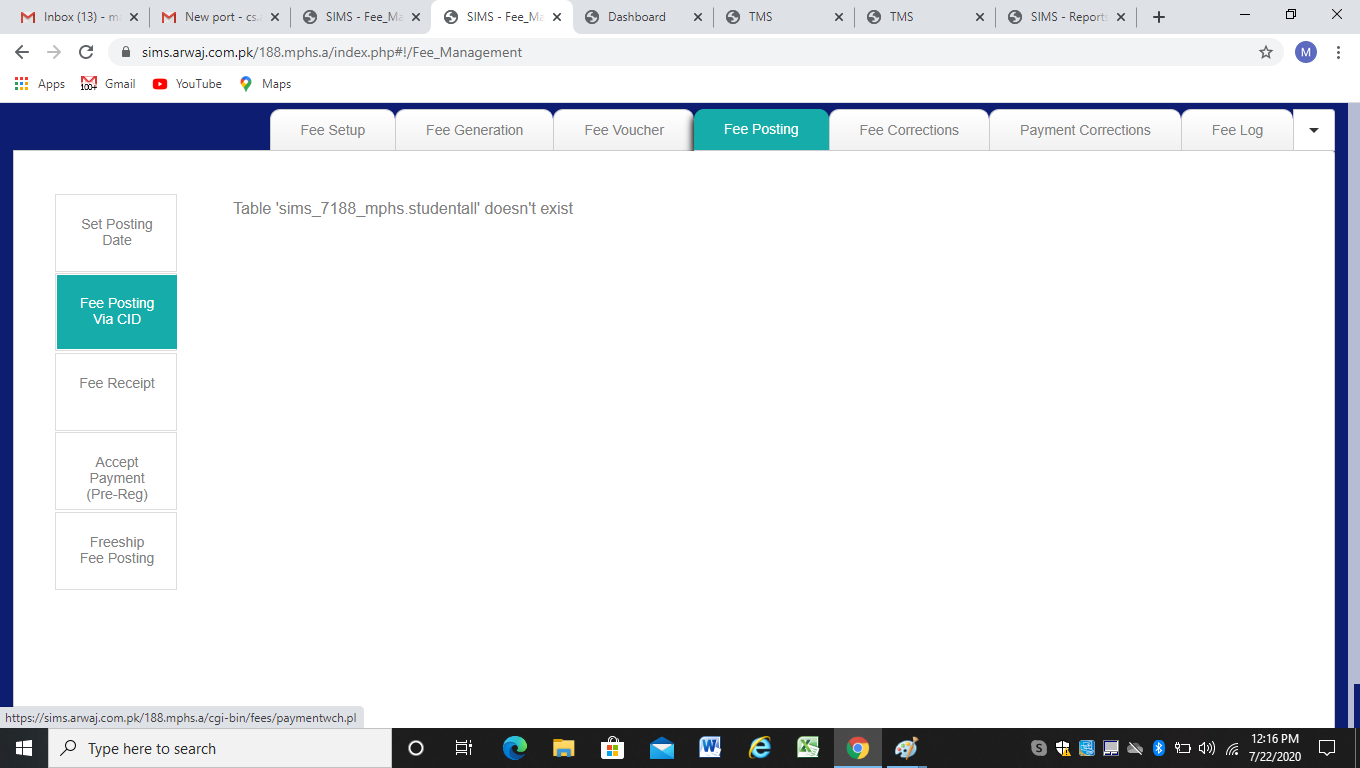 Inbox (13) - m
New port - cs.
SIMS - Fee_Ma
SIMS - Fee_Ma
Dashboard
TMS
TMS
SIMS - Reports
sims.arwaj.com.pk/188.mphs.a/index.php#!/Fee_Management
M
Apps
100+
Gmail
YouTube
Maps
Fee Setup
Fee Generation
Fee Voucher
Fee Posting
Fee Corrections
Payment Corrections
Fee Log
Set Posting
Date
Table 'sims_7188_mphs.studentall' doesn't exist
Fee Posting
Via CID
Fee Receipt
Accept
Payment
(Pre-Reg)
Freeship
Fee Posting
https://sims.arwaj.com.pk/188.mphs.a/cgi-bin/fees/paymentwch.pl
Type here to search
12:16 PM
7/22/2020